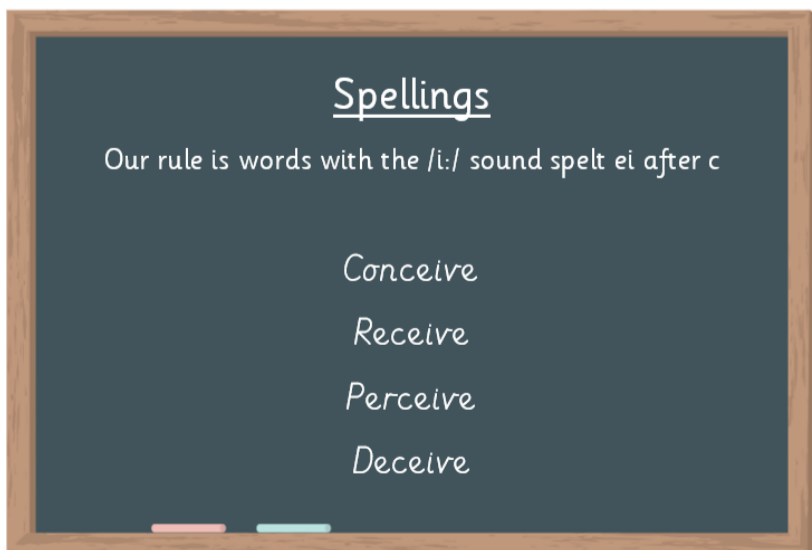 Spellings
Our rule is words with the /i:/ sound spelt ei after c
Conceive
Receive
Perceive
Deceive